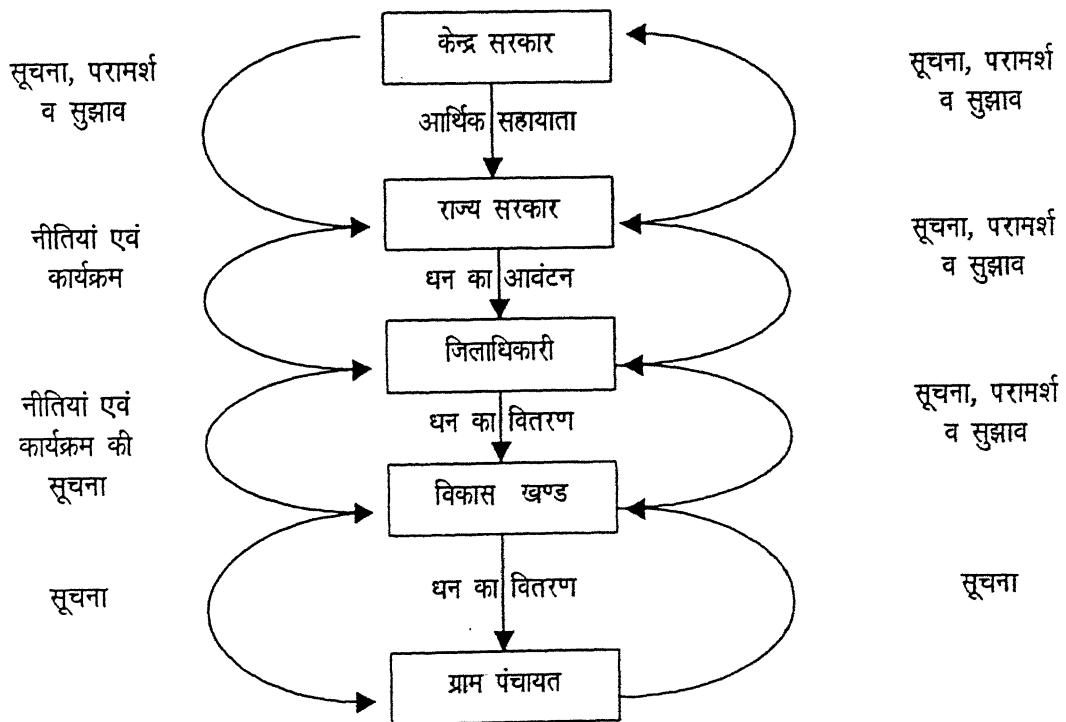 केन्द्र सरकार
सूचना, परामर्श
व सुझाव
सूचना, परामर्श
व सुझाव
आर्थिक सहायाता
राज्य सरकार
नीतियां एवं
कार्यक्रम
सूचना, परामर्श
व सुझाव
धन का आवंटन
जिलाधिकारी
नीतियां एवं
कार्यक्रम की
सूचना
सूचना, परामर्श
व सुझाव
धन का वितरण
विकास खण्ड
सूचना
धन का वितरण
सूचना
ग्राम पंचायत